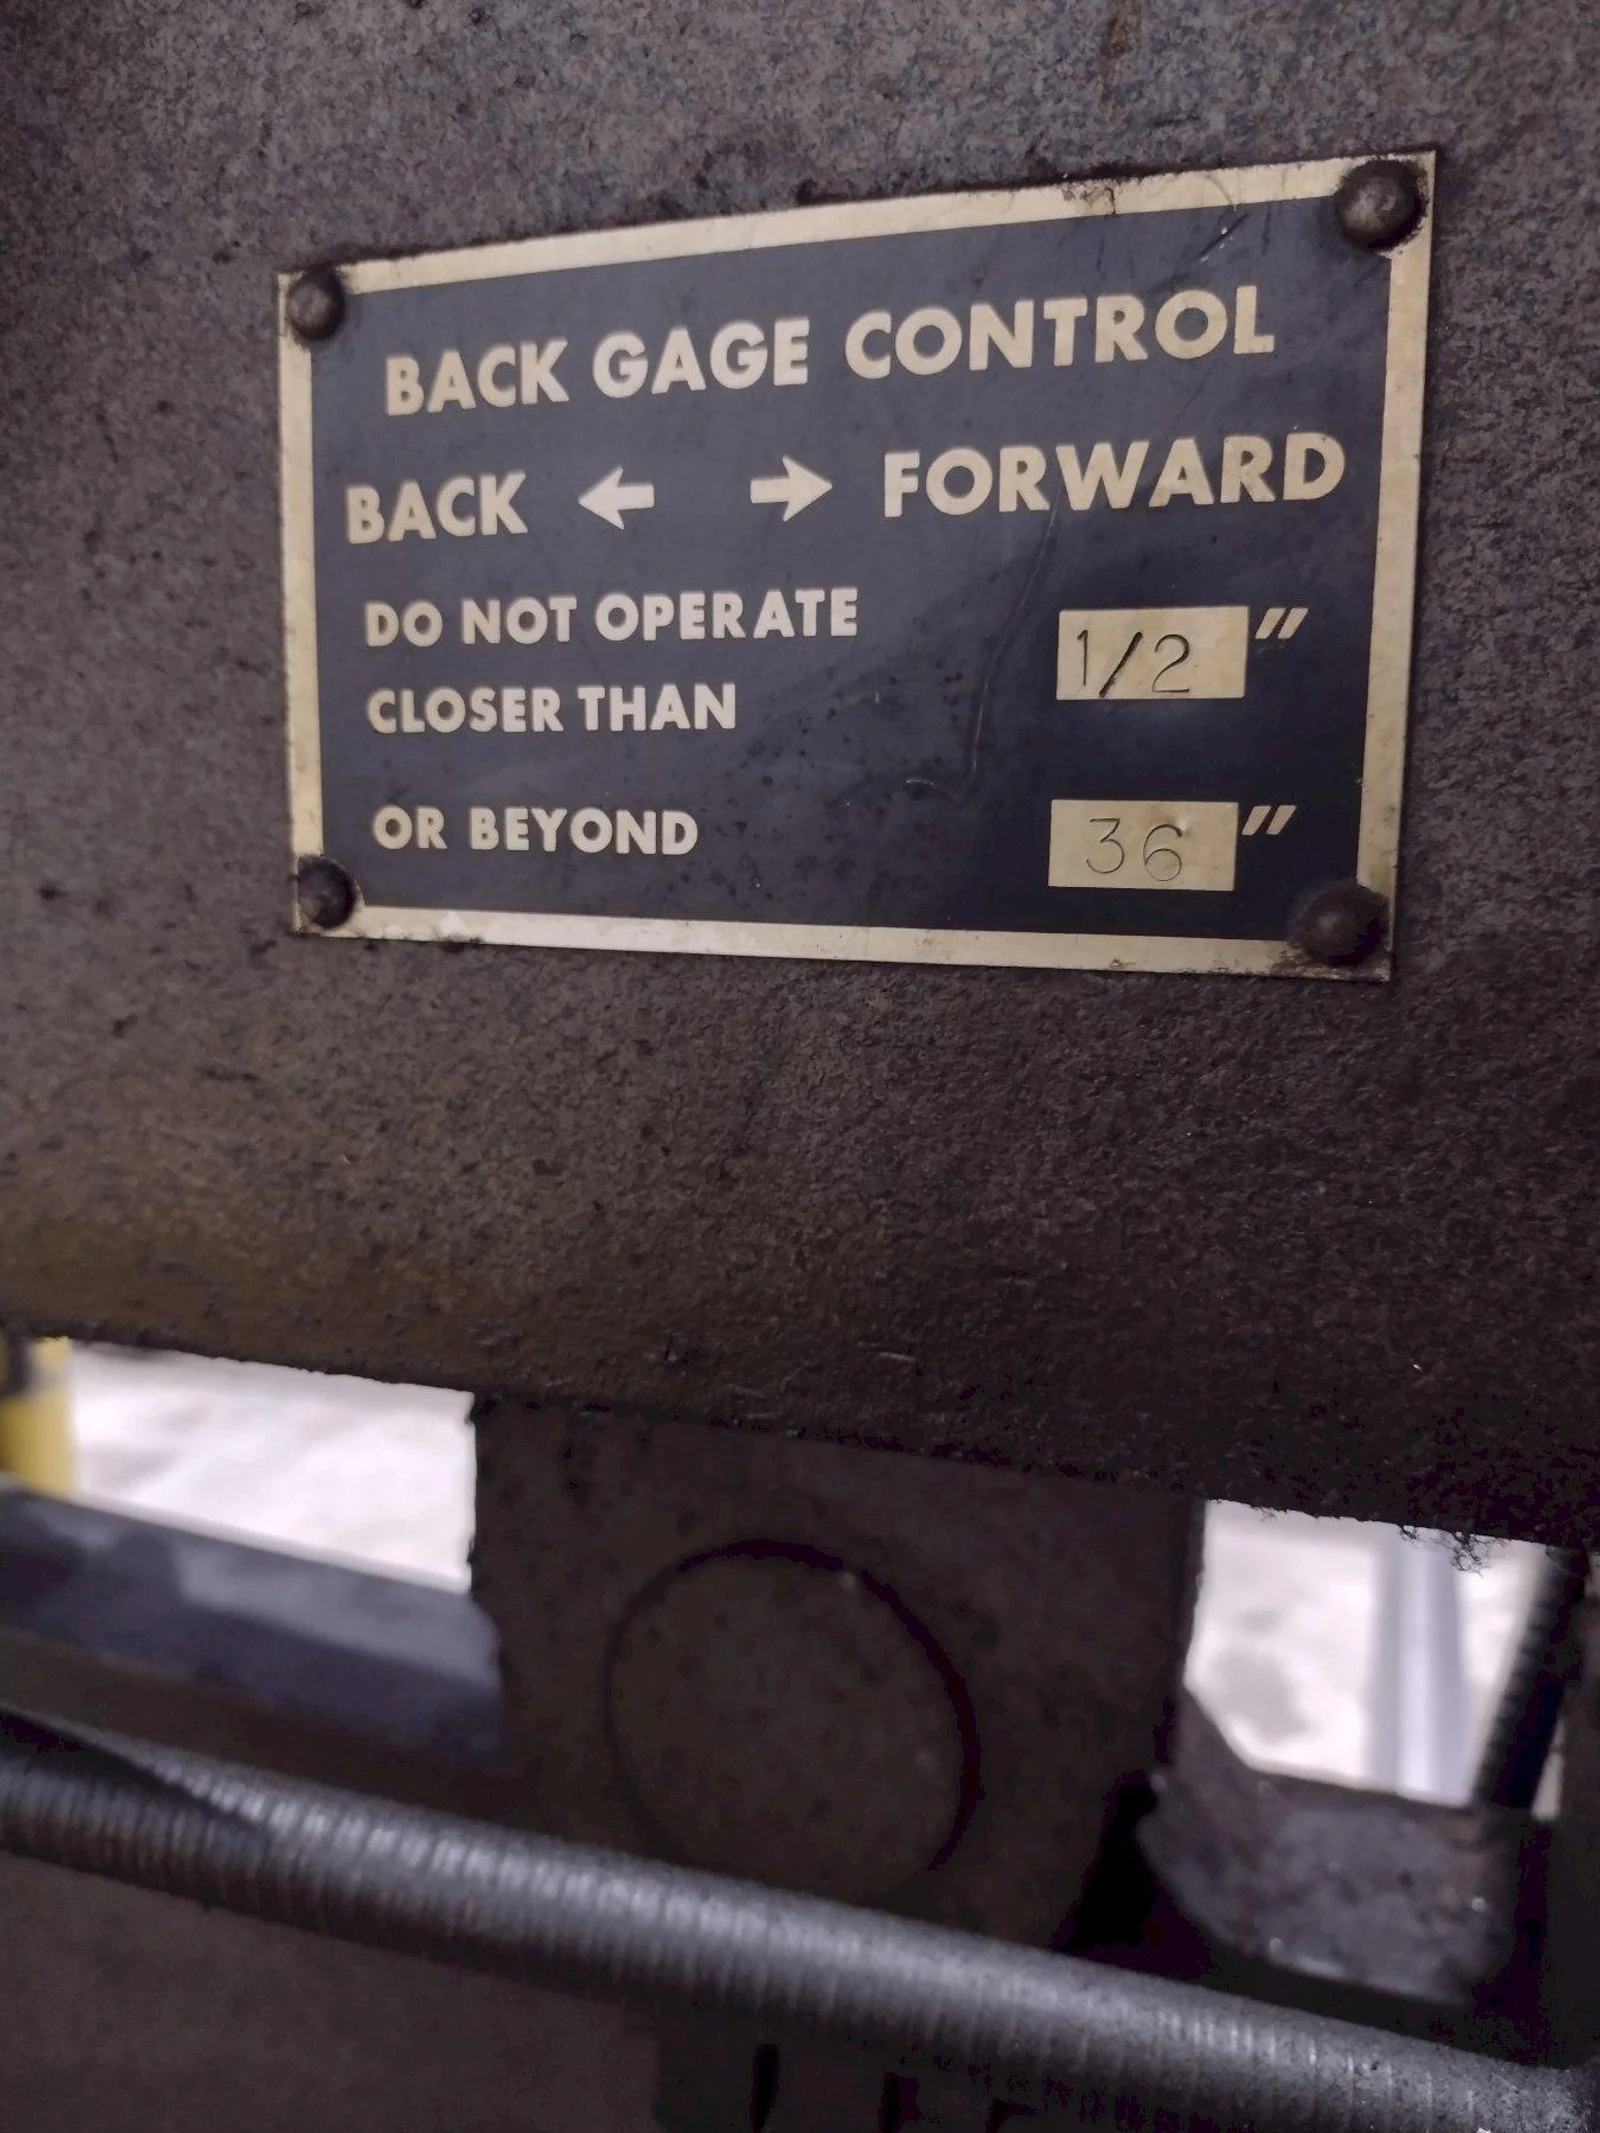 BACK GAGE CONTROL
BACK ← → FORWARD
DO NOT OPERATE
CLOSER THAN 1/2"
OR BEYOND 36"